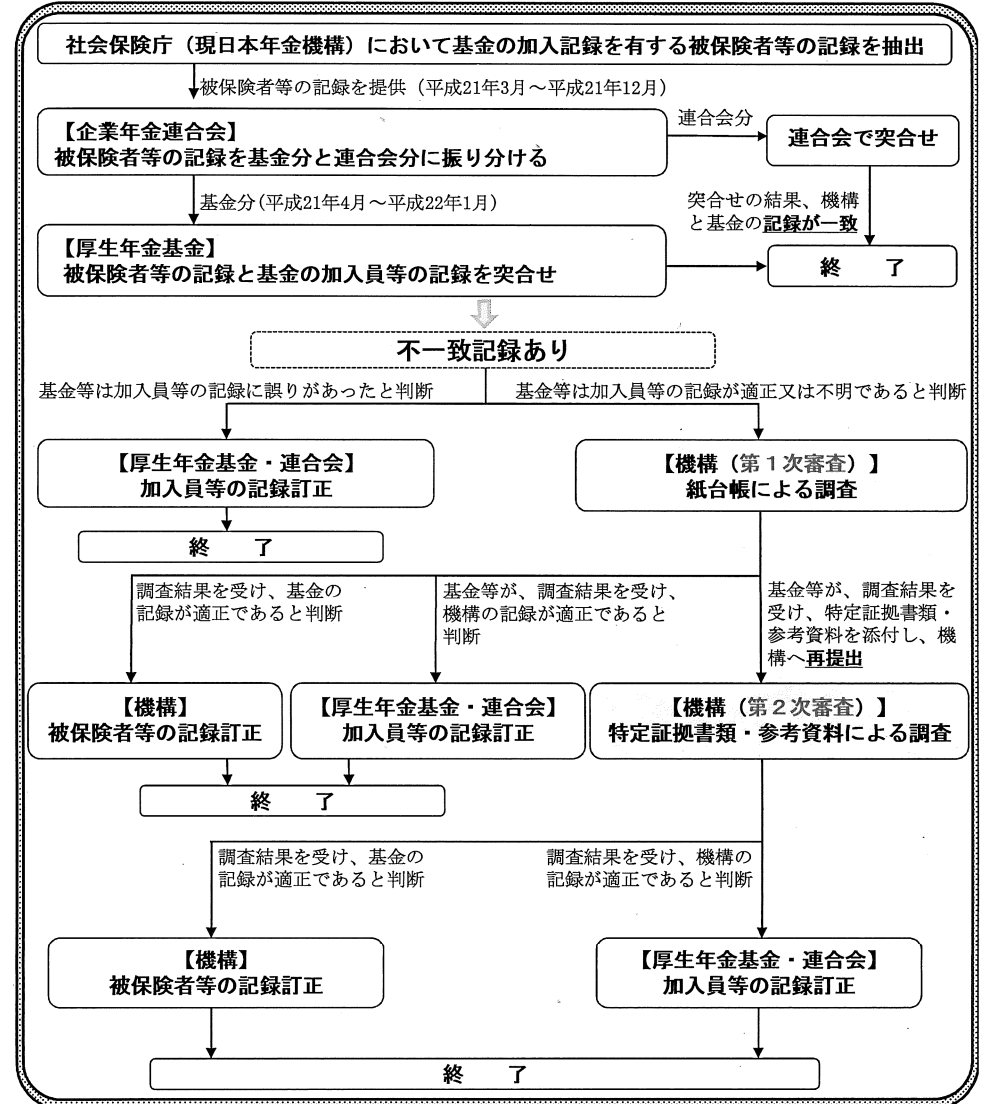 社会保険庁（現日本年金機構）において基金の加入記録を有する被保険者等の記録を抽出
被保険者等の記録を提供（平成21年3月～平成21年12月）
【企業年金連合会】
被保険者等の記録を基金分と連合会分に振り分ける
連合会分
連合会で突合せ
基金分(平成21年4月～平成22年1月)
突合せの結果、機構
と基金の記録が一致
【厚生年金基金】
被保険者等の記録と基金の加入員等の記録を突合せ
終　了
不一致記録あり
基金等は加入員等の記録に誤りがあったと判断
基金等は加入員等の記録が適正又は不明であると判断
【厚生年金基金・連合会】
加入員等の記録訂正
【機構（第１次審査）】
紙台帳による調査
終　了
調査結果を受け、基金の
記録が適正であると判断
基金等が、調査結果を受け、
機構の記録が適正であると
判断
基金等が、調査結果を
受け、特定証拠書類・
参考資料を添付し、機
構へ再提出
【機構】
被保険者等の記録訂正
【厚生年金基金・連合会】
加入員等の記録訂正
【機構（第２次審査）】
特定証拠書類・参考資料による調査
終　了
調査結果を受け、基金の
記録が適正であると判断
調査結果を受け、機構の
記録が適正であると判断
【機構】
被保険者等の記録訂正
【厚生年金基金・連合会】
加入員等の記録訂正
終　了